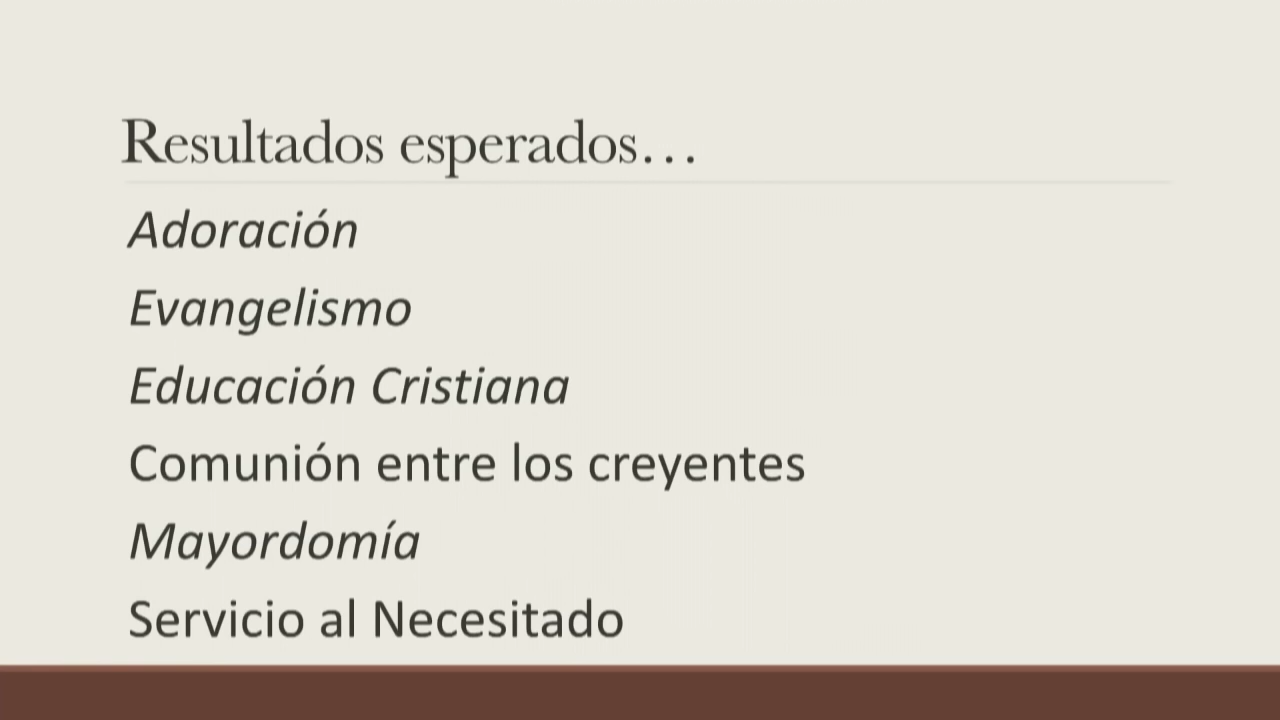 Resultados esperados...
Adoración
Evangelismo
Educación Cristiana
Comunión entre los creyentes
Mayordomía
Servicio al Necesitado